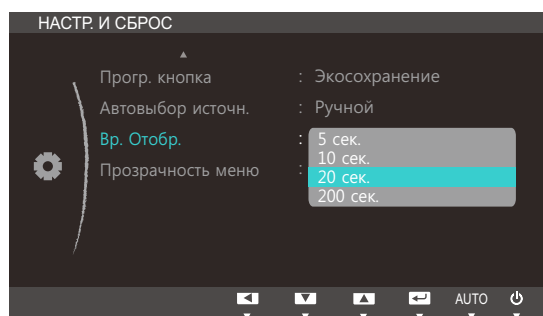 НАСТР. И СБРОС
Прогр. кнопка : Экосохранение
Автовыбор источн. : Ручной
Вр. Отобр. : 5 сек.
10 сек.
20 сек.
Прозрачность меню :
200 сек.
AUTO